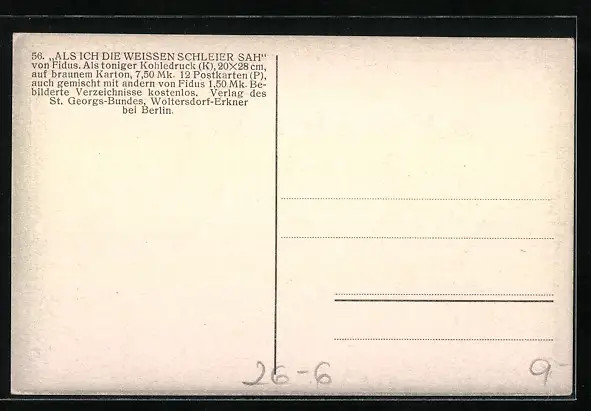 56. „ALS ICH DIE WEISSEN SCHLEIER SAH“
von Fidus. Als toniger Kohledruck (K), 20×28 cm,
auf braunem Karton, 7,50 Mk. 12 Postkarten (P),
auch gemischt mit andern von Fidus 1,50 Mk. Be-
bilderte Verzeichnisse kostenlos. Verlag des
St. Georgs-Bundes, Woltersdorf-Erkner
bei Berlin.
26-6
9-